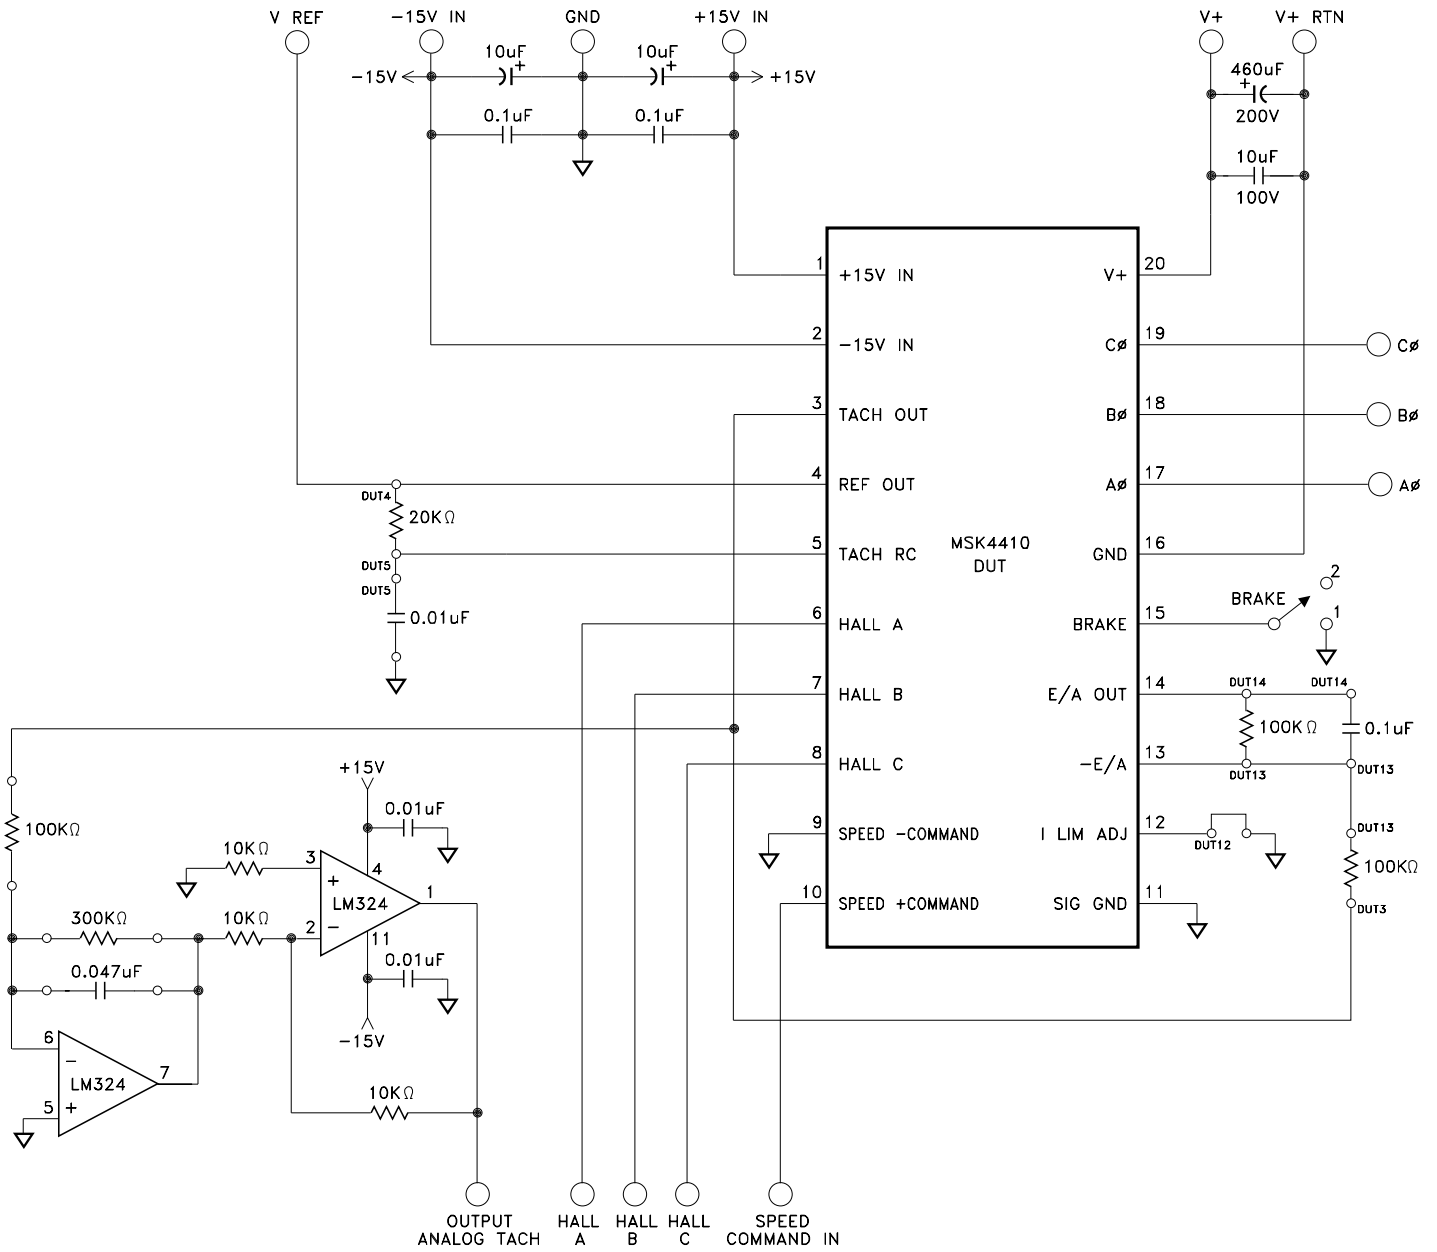 V REF
−15V IN
GND
+15V IN
V+
V+ RTN
10uF
+
10uF
+
−15V
+15V
460uF
+
200V
0.1uF
0.1uF
10uF
100V
1
+15V IN
V+
20
2
−15V IN
CØ
19
CØ
3
TACH OUT
BØ
18
BØ
4
REF OUT
AØ
17
AØ
DUT4
20KΩ
MSK4410
DUT
5
TACH RC
GND
16
DUT5
DUT5
0.01uF
BRAKE
2
1
6
HALL A
BRAKE
15
7
HALL B
E/A OUT
14
DUT14
DUT14
100KΩ
0.1uF
8
HALL C
−E/A
13
DUT13
DUT13
9
SPEED −COMMAND
I LIM ADJ
12
DUT12
DUT13
100KΩ
10
SPEED +COMMAND
SIG GND
11
DUT3
+15V
0.01uF
100KΩ
10KΩ
3
+
4
LM324
1
300KΩ
10KΩ
2
−
11
0.01uF
0.047uF
−15V
6
−
LM324
7
5
+
10KΩ
OUTPUT
ANALOG TACH
HALL
A
HALL
B
HALL
C
SPEED
COMMAND IN